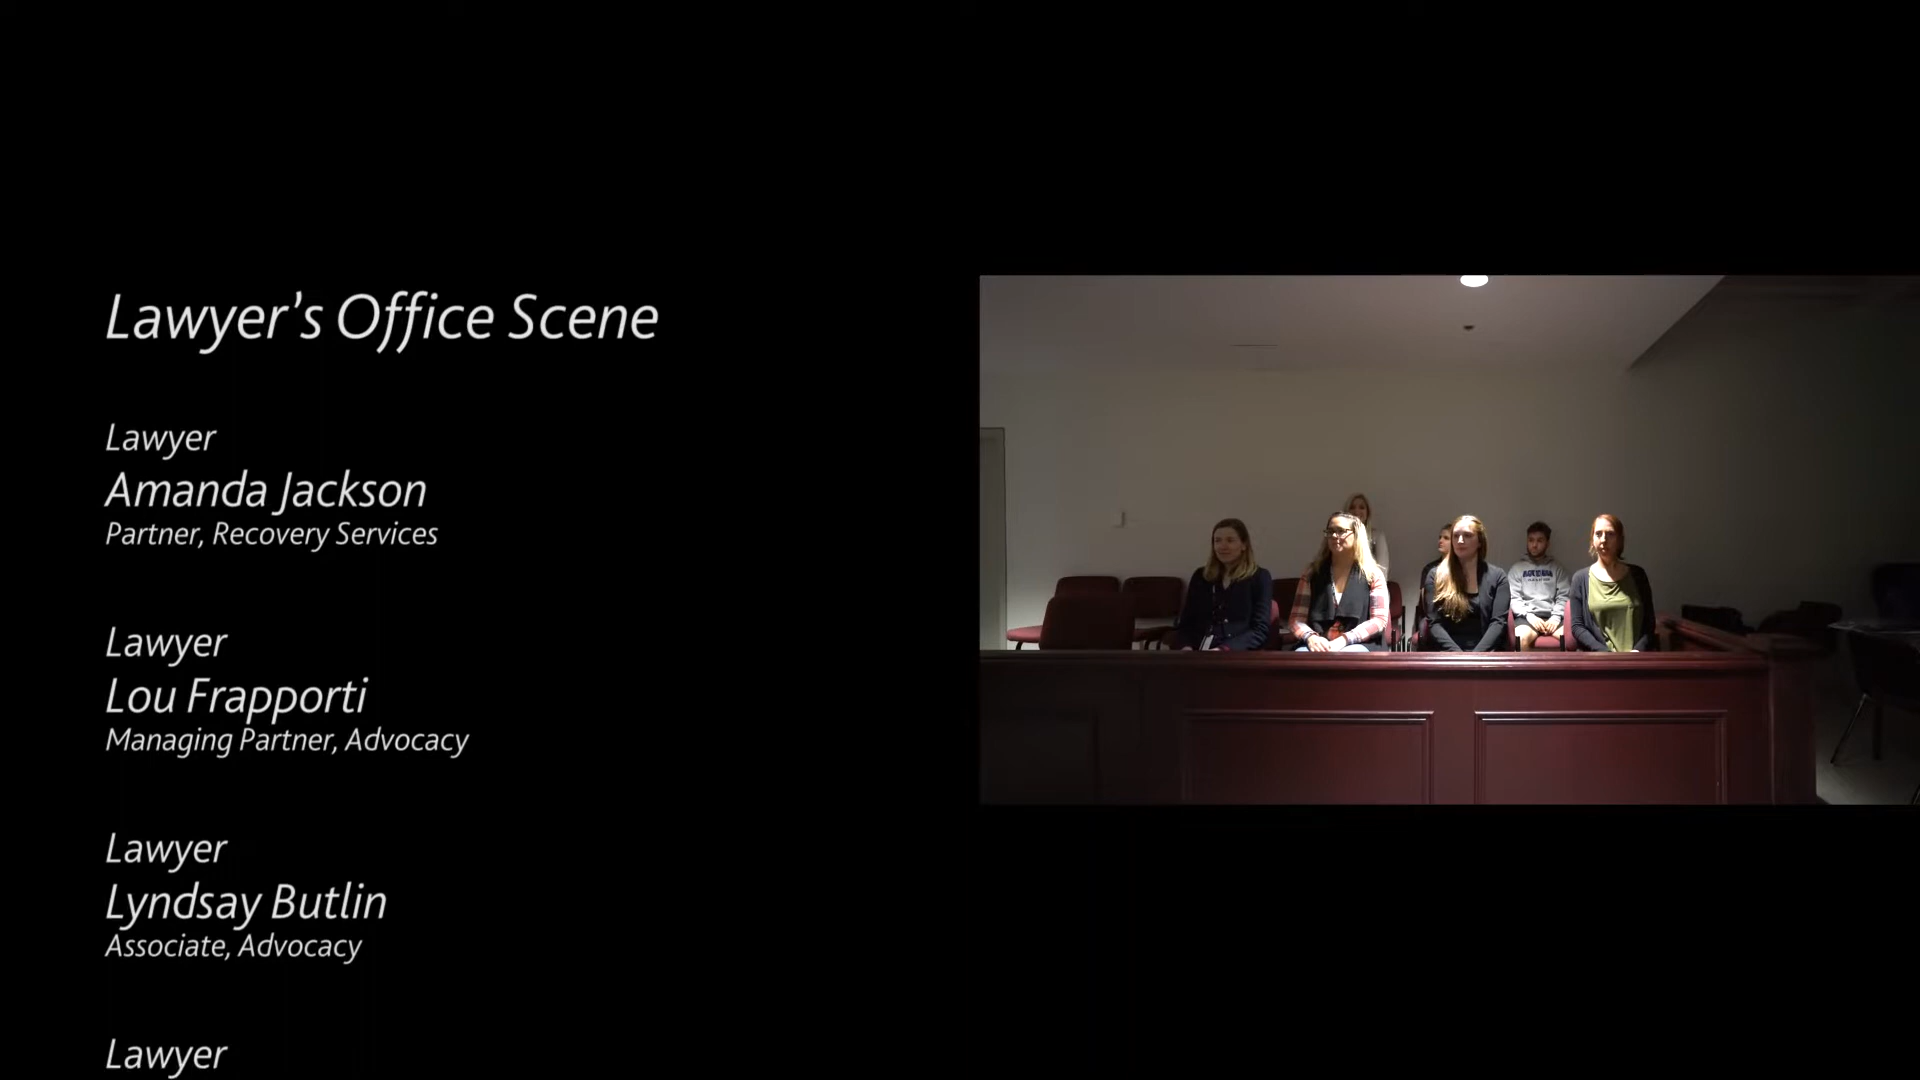 Lawyer’s Office Scene
Lawyer
Amanda Jackson
Partner, Recovery Services
Lawyer
Lou Frapporti
Managing Partner, Advocacy
Lawyer
Lyndsay Butlin
Associate, Advocacy
Lawyer